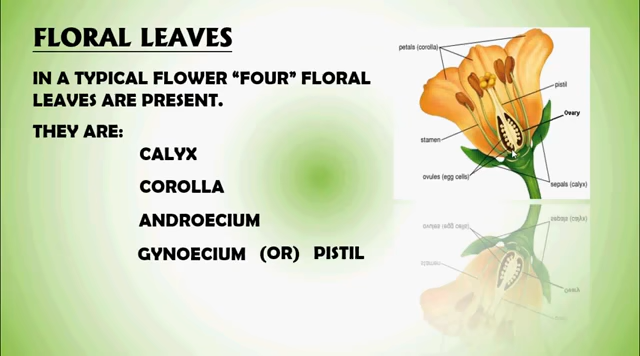 FLORAL LEAVES
IN A TYPICAL FLOWER “FOUR” FLORAL
LEAVES ARE PRESENT.
THEY ARE:
CALYX
COROLLA
ANDROECIUM
GYNOECIUM (OR) PISTIL
petals (corolla)
pistil
Ovary
stamen
ovules (egg cells)
sepals (calyx)